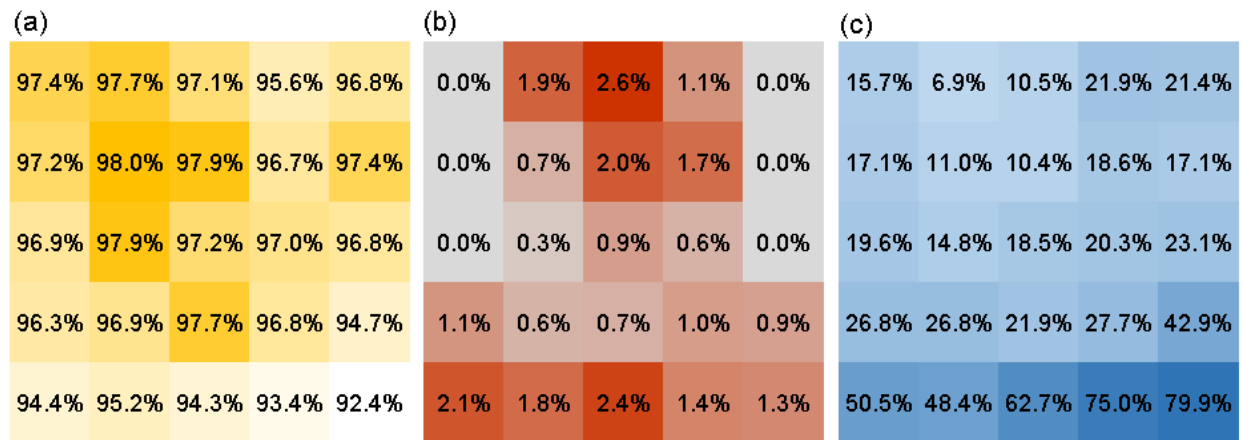 (a) (b) (c)
97.4% 97.7% 97.1% 95.6% 96.8% 0.0% 1.9% 2.6% 1.1% 0.0% 15.7% 6.9% 10.5% 21.9% 21.4%
97.2% 98.0% 97.9% 96.7% 97.4% 0.0% 0.7% 2.0% 1.7% 0.0% 17.1% 11.0% 10.4% 18.6% 17.1%
96.9% 97.9% 97.2% 97.0% 96.8% 0.0% 0.3% 0.9% 0.6% 0.0% 19.6% 14.8% 18.5% 20.3% 23.1%
96.3% 96.9% 97.7% 96.8% 94.7% 1.1% 0.6% 0.7% 1.0% 0.9% 26.8% 26.8% 21.9% 27.7% 42.9%
94.4% 95.2% 94.3% 93.4% 92.4% 2.1% 1.8% 2.4% 1.4% 1.3% 50.5% 48.4% 62.7% 75.0% 79.9%